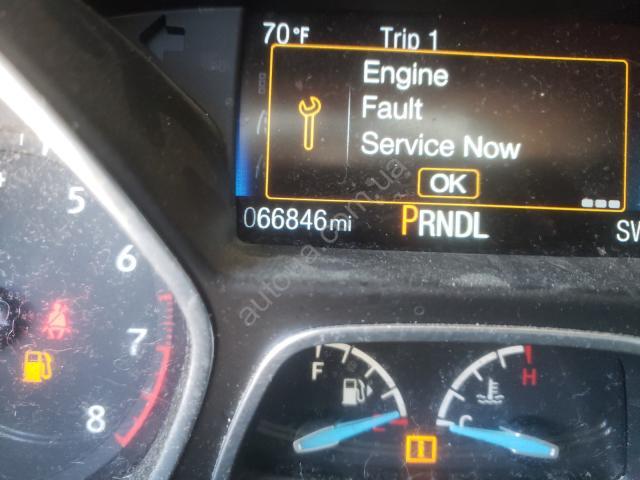 70°F Trip 1
Engine
Fault
Service Now
OK
066846mi PRNDL SW
5
6
7
8
F H
E C
autoua.com.ua